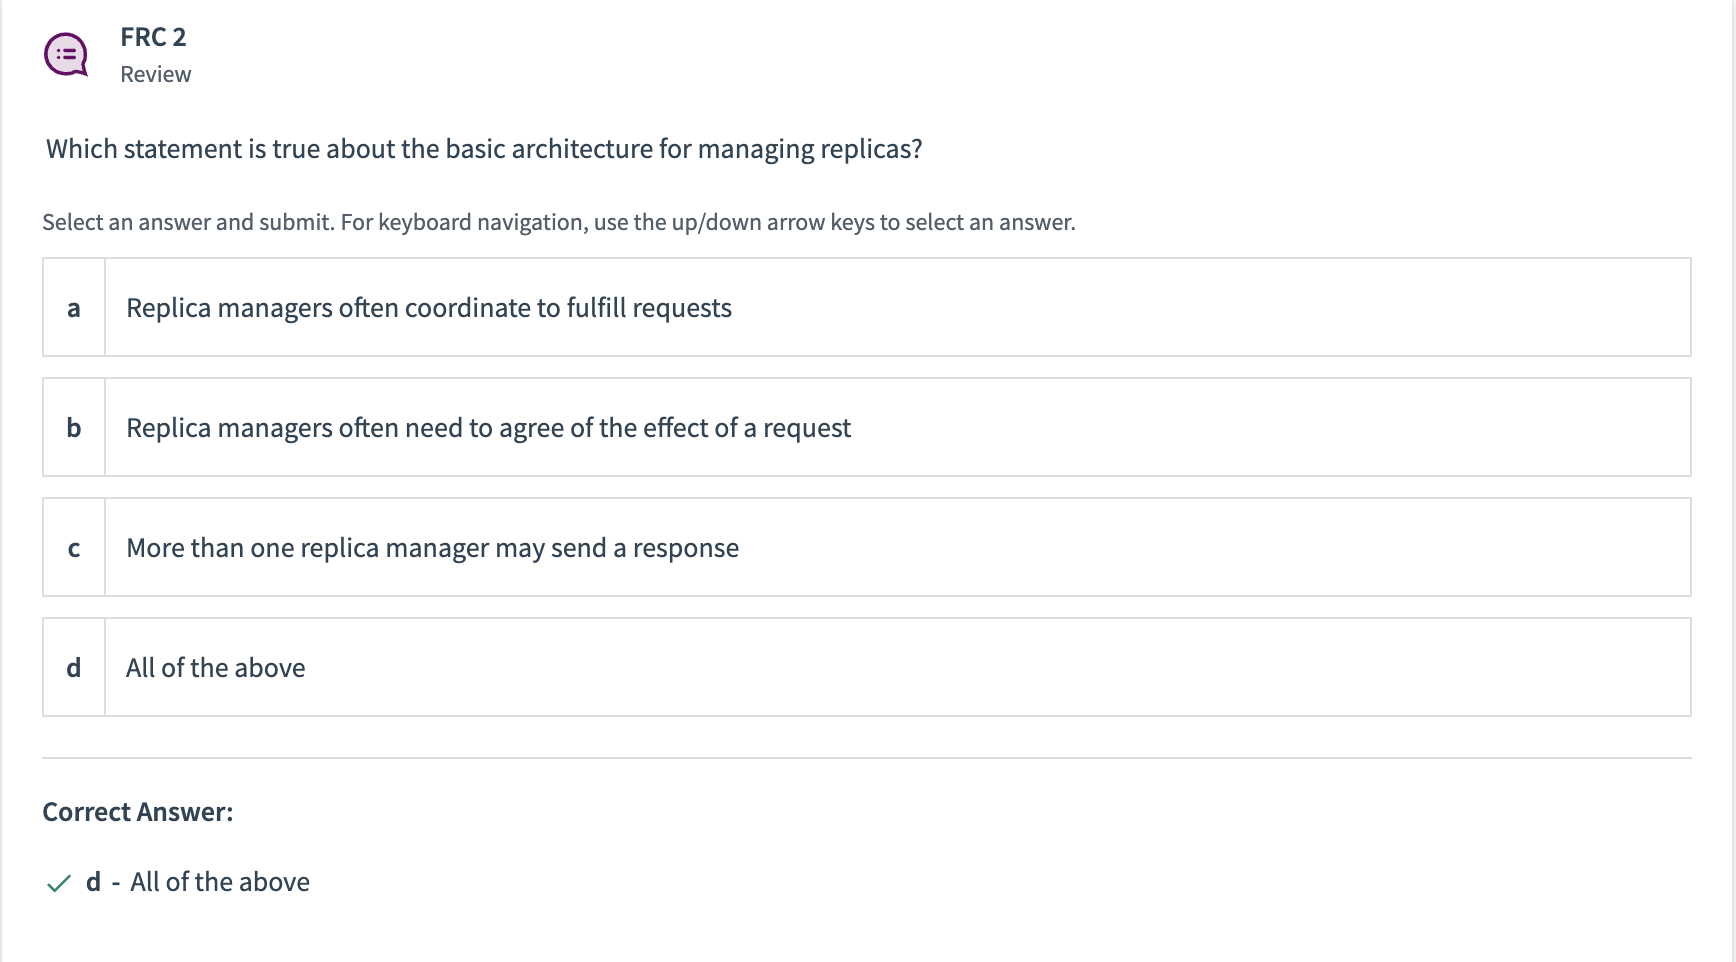 FRC 2
Review
Which statement is true about the basic architecture for managing replicas?
Select an answer and submit. For keyboard navigation, use the up/down arrow keys to select an answer.
a Replica managers often coordinate to fulfill requests
b Replica managers often need to agree of the effect of a request
c More than one replica manager may send a response
d All of the above
Correct Answer:
d - All of the above